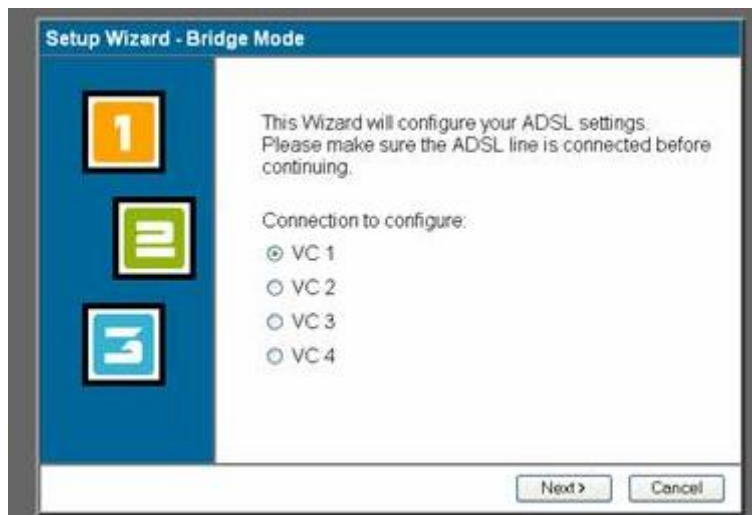 Setup Wizard - Bridge Mode
1
2
3
This Wizard will configure your ADSL settings.
Please make sure the ADSL line is connected before
continuing.
Connection to configure:
VC 1
VC 2
VC 3
VC 4
Next >
Cancel